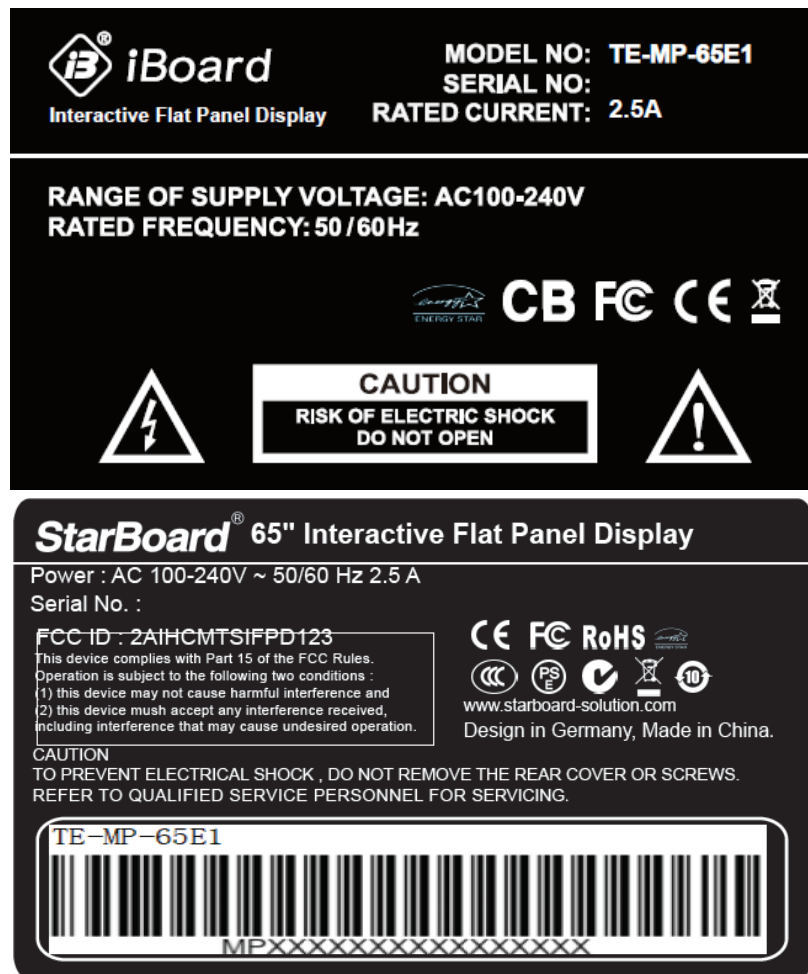 iBoard
Interactive Flat Panel Display
MODEL NO: TE-MP-65E1
SERIAL NO:
RATED CURRENT: 2.5A
RANGE OF SUPPLY VOLTAGE: AC100-240V
RATED FREQUENCY: 50/60Hz
energy
ENERGY STAR
CB FC CE
CAUTION
RISK OF ELECTRIC SHOCK
DO NOT OPEN
StarBoard® 65" Interactive Flat Panel Display
Power : AC 100-240V ~ 50/60 Hz 2.5 A
Serial No. :
FCC ID : 2AIHCMTSIFPD123
This device complies with Part 15 of the FCC Rules.
Operation is subject to the following two conditions :
(1) this device may not cause harmful interference and
(2) this device mush accept any interference received,
including interference that may cause undesired operation.
CE FC RoHS
CCC PSE 10
www.starboard-solution.com
Design in Germany, Made in China.
CAUTION
TO PREVENT ELECTRICAL SHOCK , DO NOT REMOVE THE REAR COVER OR SCREWS.
REFER TO QUALIFIED SERVICE PERSONNEL FOR SERVICING.
TE-MP-65E1
MPXXXXXXXXXXXXXXXXX